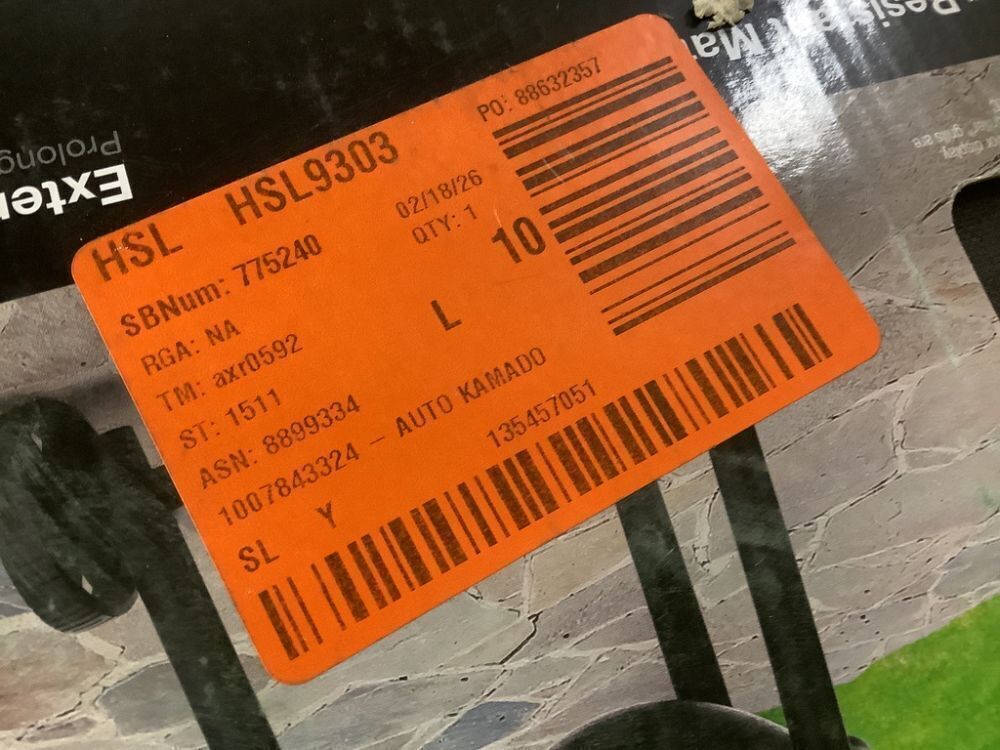 HSL HSL9303
PO: 88632357
SBNum: 775240
02/18/26
RGA: NA
QTY: 1
10
TM: axr0592
L
ST: 1511
ASN: 8899334
1007843324 - AUTO KAMADO
135457051
SL Y
Prolong